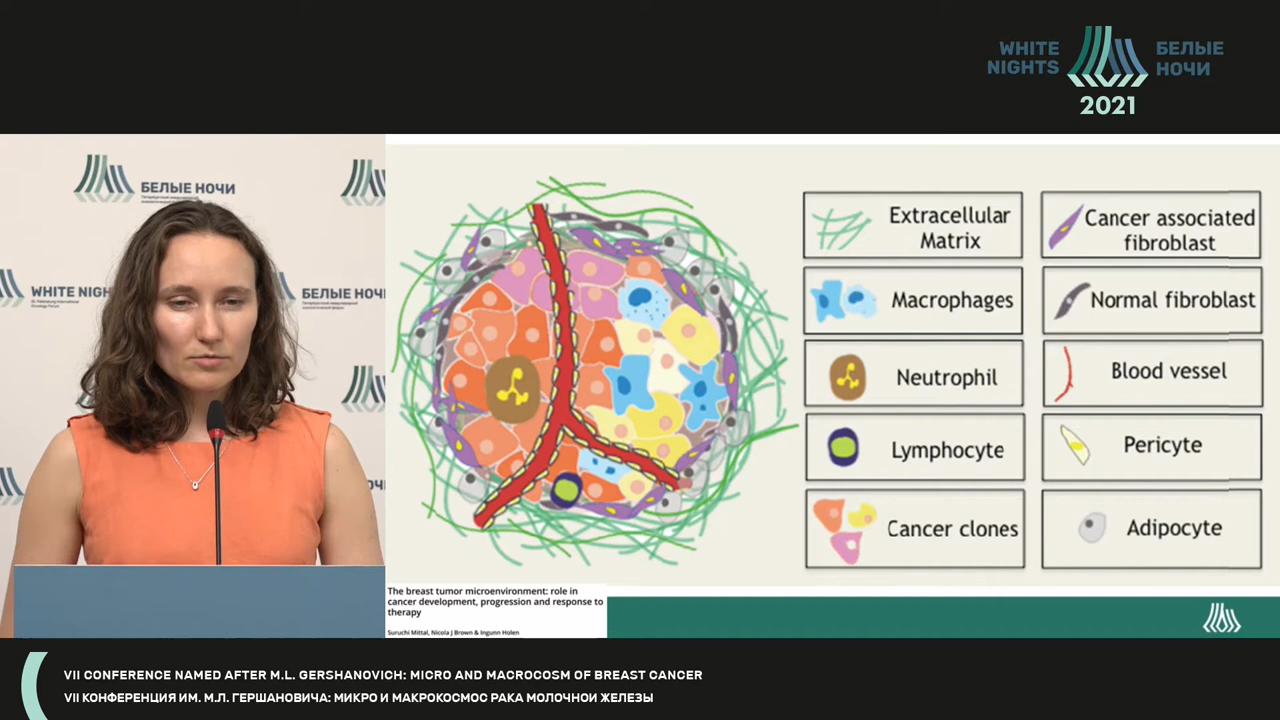 WHITE
NIGHTS
БЕЛЫЕ
НОЧИ
2021
БЕЛЫЕ НОЧИ
WHITE NIGH
БЕЛЫЕ НОЧИ
Extracellular
Matrix
Cancer associated
fibroblast
Macrophages
Normal fibroblast
Neutrophil
Blood vessel
Lymphocyte
Pericyte
Cancer clones
Adipocyte
The breast tumor microenvironment: role in
cancer development, progression and response to
therapy
Suruchi Mittal, Nicola J Brown & Ingunn Holen
VII CONFERENCE NAMED AFTER M.L. GERSHANOVICH: MICRO AND MACROCOSM OF BREAST CANCER
VII КОНФЕРЕНЦИЯ ИМ. М.Л. ГЕРШАНОВИЧА: МИКРО И МАКРОКОСМОС РАКА МОЛОЧНОЙ ЖЕЛЕЗЫ